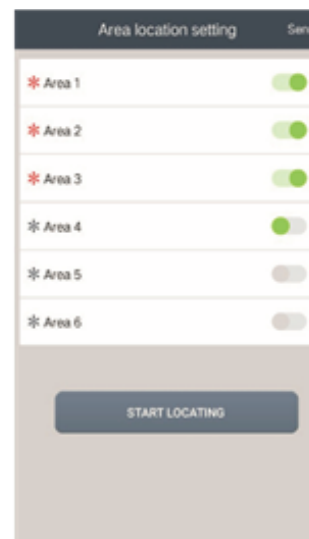 Area location setting
✻ Area 1
✻ Area 2
✻ Area 3
✻ Area 4
✻ Area 5
✻ Area 6
START LOCATING